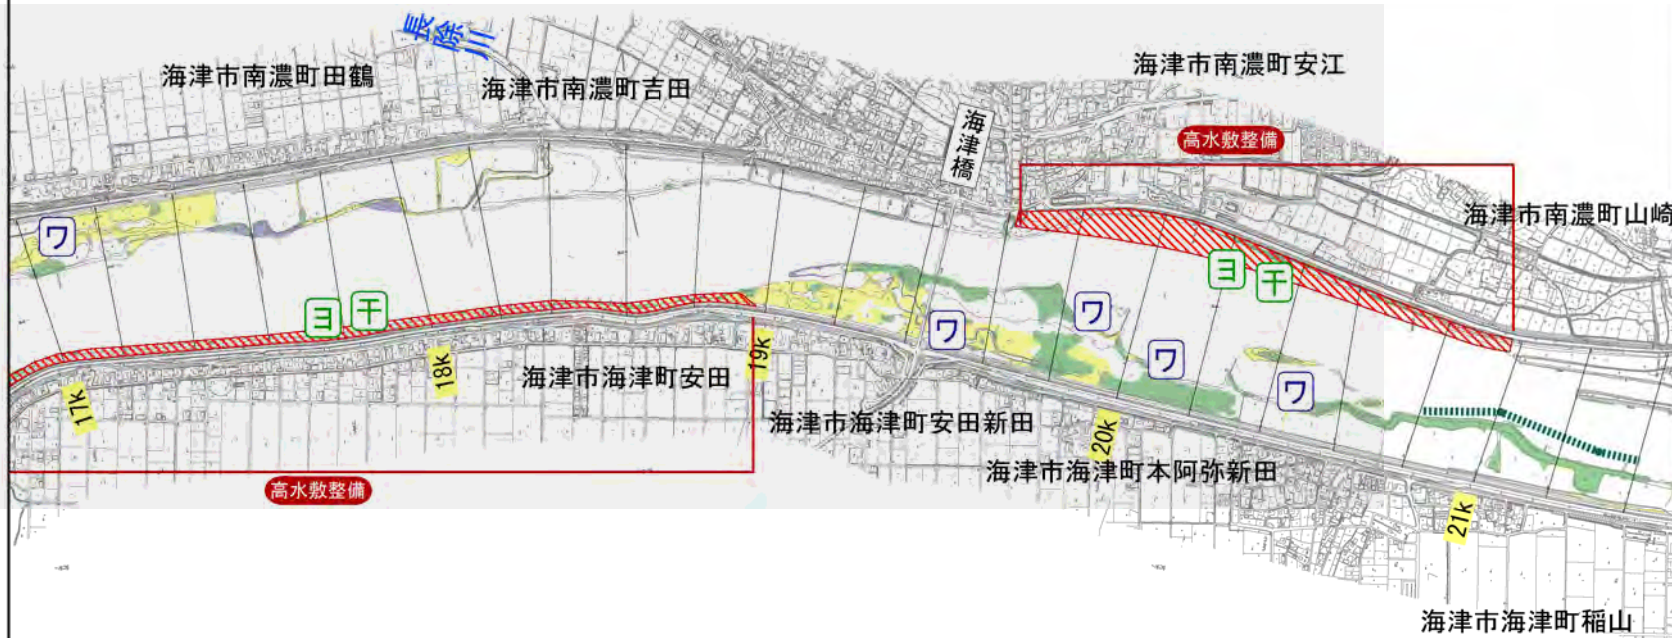 長除川
海津市南濃町田鶴
海津市南濃町吉田
海津市南濃町安江
海津橋
高水敷整備
海津市南濃町山崎
ワ
ヨ
干
ヨ
干
ワ
ワ
ワ
ワ
17k
18k
19k
海津市海津町安田
海津市海津町安田新田
20k
海津市海津町本阿弥新田
高水敷整備
21k
海津市海津町稲山